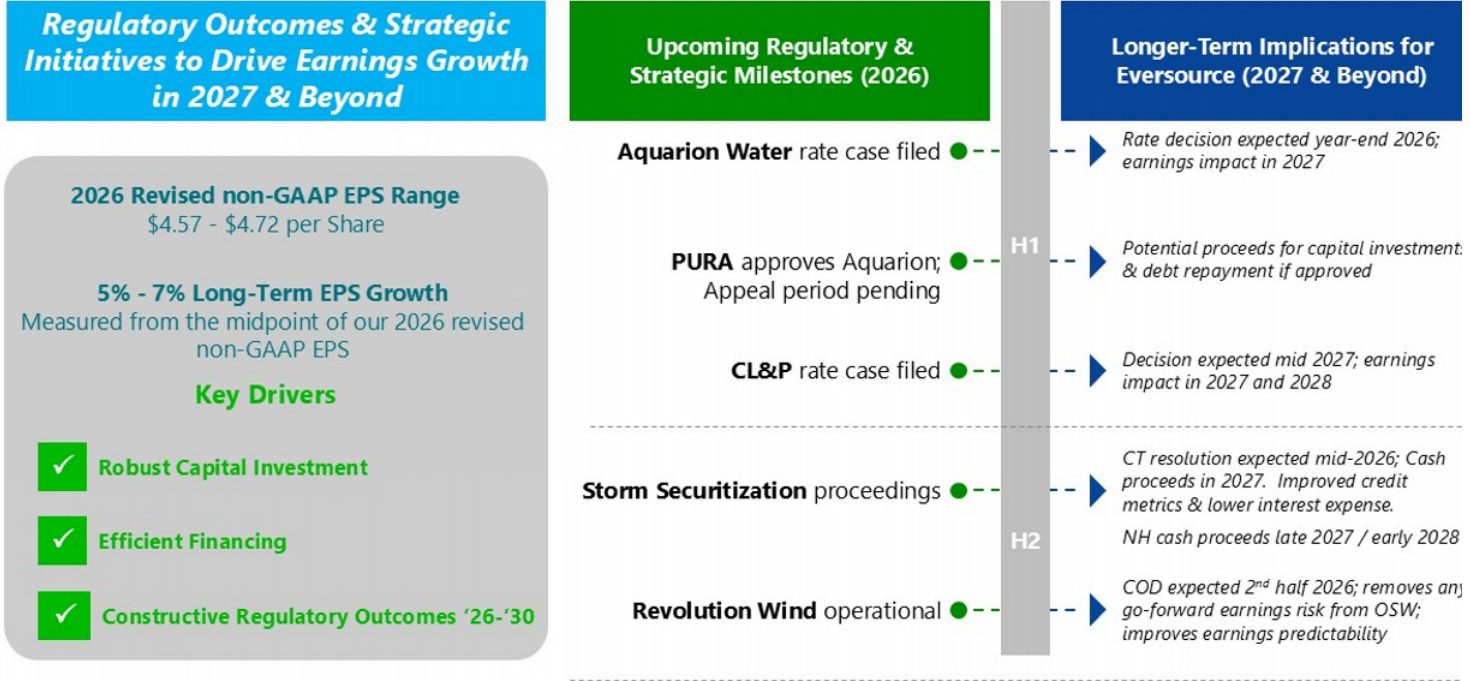 Regulatory Outcomes & Strategic
Initiatives to Drive Earnings Growth
in 2027 & Beyond
2026 Revised non-GAAP EPS Range
$4.57 - $4.72 per Share
5% - 7% Long-Term EPS Growth
Measured from the midpoint of our 2026 revised
non-GAAP EPS
Key Drivers
✓ Robust Capital Investment
✓ Efficient Financing
✓ Constructive Regulatory Outcomes ’26-’30
Upcoming Regulatory &
Strategic Milestones (2026)
Longer-Term Implications for
Eversource (2027 & Beyond)
H1
Aquarion Water rate case filed
Rate decision expected year-end 2026;
earnings impact in 2027
PURA approves Aquarion;
Appeal period pending
Potential proceeds for capital investments
& debt repayment if approved
CL&P rate case filed
Decision expected mid 2027; earnings
impact in 2027 and 2028
H2
Storm Securitization proceedings
CT resolution expected mid-2026; Cash
proceeds in 2027. Improved credit
metrics & lower interest expense.
NH cash proceeds late 2027 / early 2028
Revolution Wind operational
COD expected 2nd half 2026; removes any
go-forward earnings risk from OSW;
improves earnings predictability